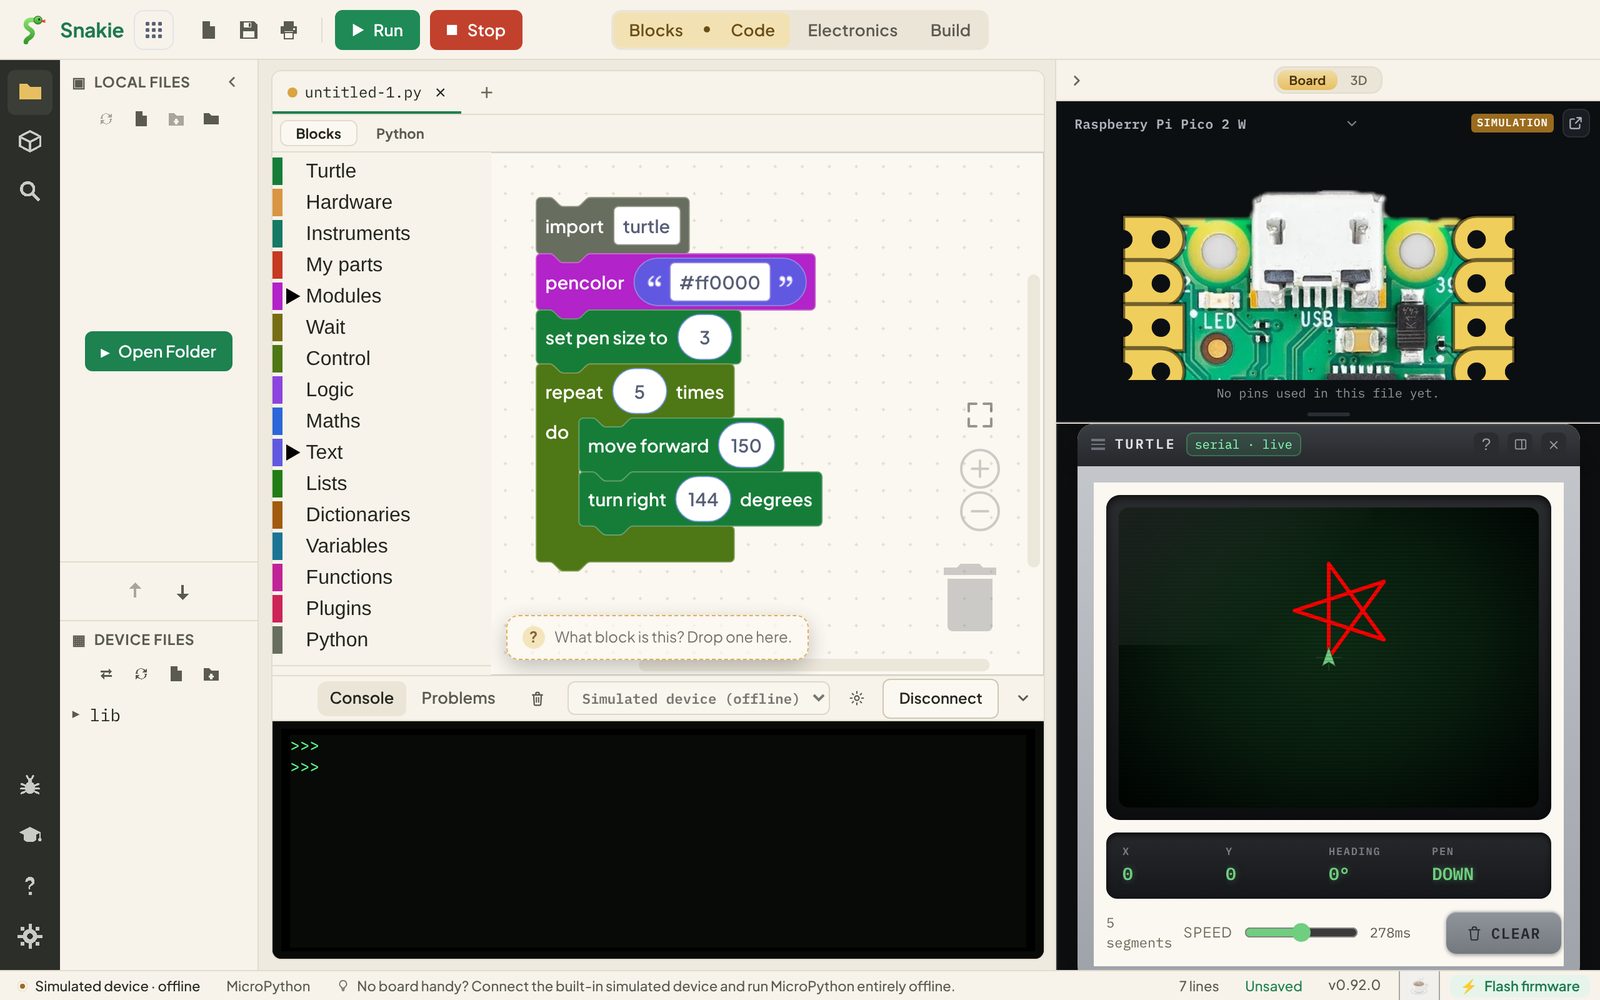 Snakie
Run
Stop
Blocks • Code
Electronics
Build
LOCAL FILES
Open Folder
DEVICE FILES
lib
untitled-1.py
Blocks
Python
Turtle
Hardware
Instruments
My parts
Modules
Wait
Control
Logic
Maths
Text
Lists
Dictionaries
Variables
Functions
Plugins
Python
import turtle
pencolor “ #ff0000 ”
set pen size to 3
repeat 5 times
do
move forward 150
turn right 144 degrees
? What block is this? Drop one here.
Console
Problems
Simulated device (offline)
Disconnect
>>>
>>>
Board
3D
Raspberry Pi Pico 2 W
SIMULATION
LED
USB
2
39
No pins used in this file yet.
TURTLE
serial · live
?
X
Y
HEADING
PEN
0
0
0°
DOWN
5 segments
SPEED
278ms
CLEAR
Simulated device · offline
MicroPython
No board handy? Connect the built-in simulated device and run MicroPython entirely offline.
7 lines
Unsaved
v0.92.0
Flash firmware